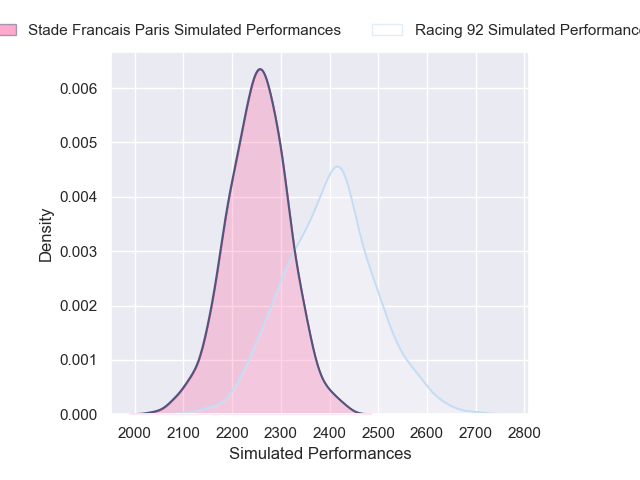 Stade Francais Paris Simulated Performances Racing 92 Simulated
0.006
0.005
0.004
0.003
0.002
0.001
0.000
Density
2000 2100 2200 2300 2400 2500 2600 2700 2800
Simulated Performances